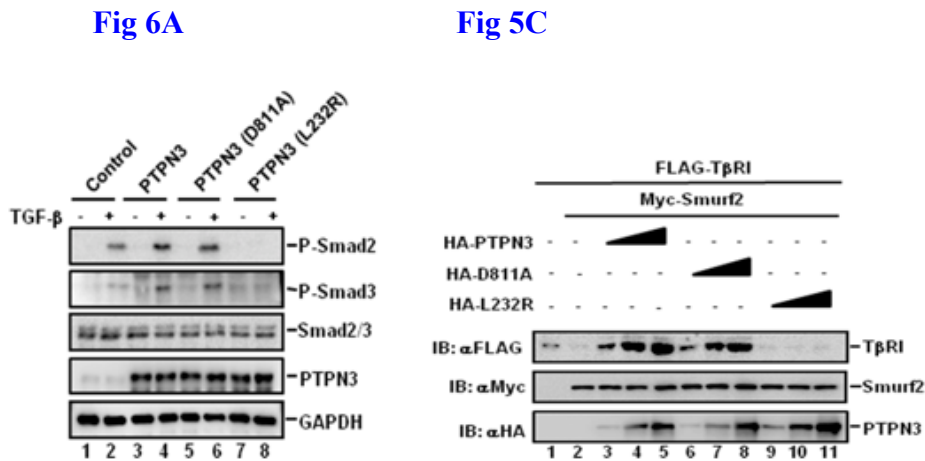 Fig 6A
Control
PTPN3
PTPN3 (D811A)
PTPN3 (L232R)
TGF-β - + - + - + - +
P-Smad2
P-Smad3
Smad2/3
PTPN3
GAPDH
1 2 3 4 5 6 7 8
Fig 5C
FLAG-TβRI
Myc-Smurf2
HA-PTPN3 - - - - - - - -
HA-D811A - - - - - - - -
HA-L232R - - - - - - - -
IB: αFLAG TβRI
IB: αMyc Smurf2
IB: αHA PTPN3
1 2 3 4 5 6 7 8 9 10 11